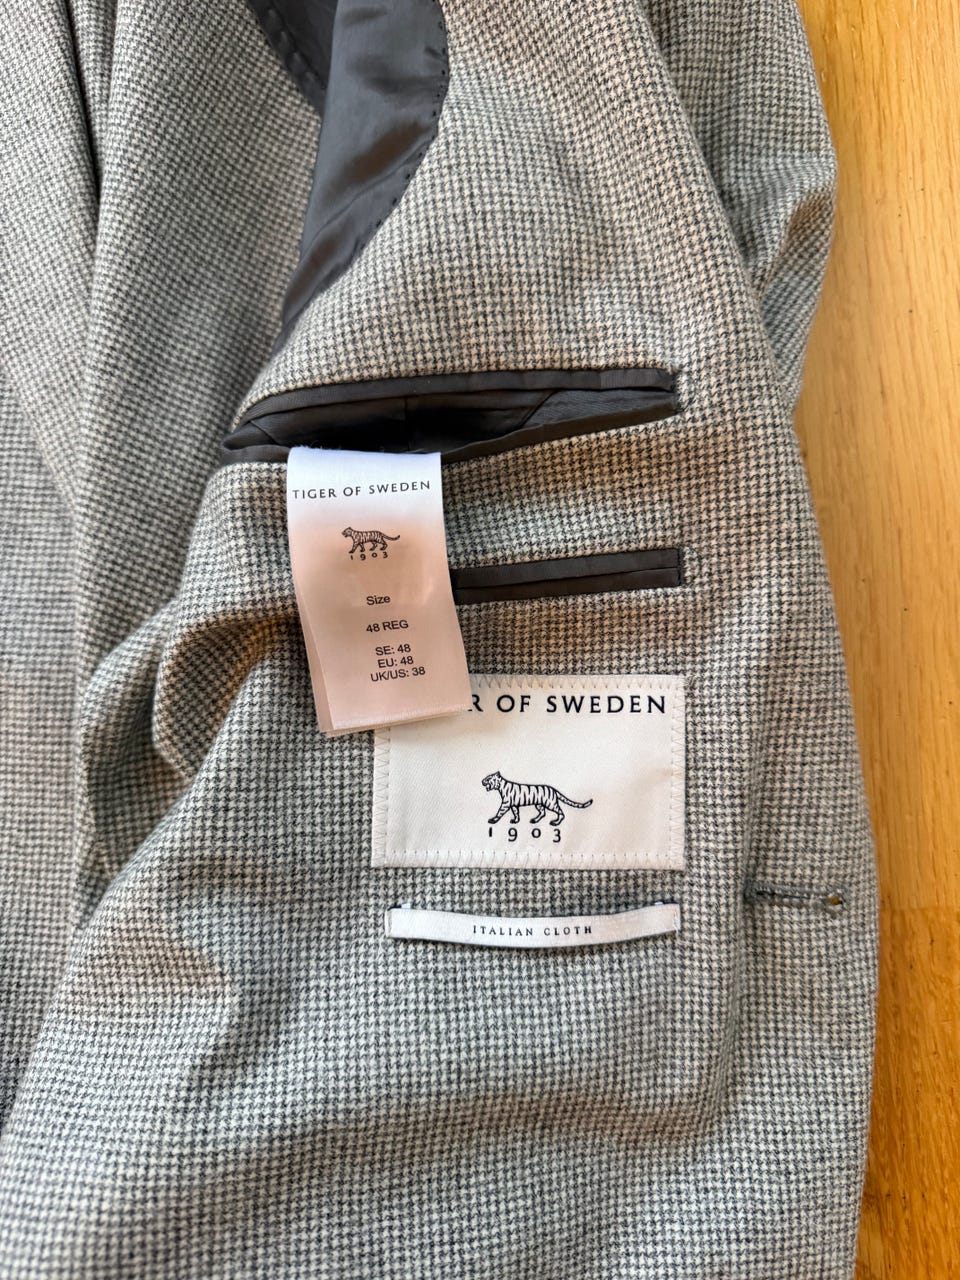 TIGER OF SWEDEN
1903
Size
48 REG
SE: 48
EU: 48
UK/US: 38
R OF SWEDEN
1903
ITALIAN CLOTH